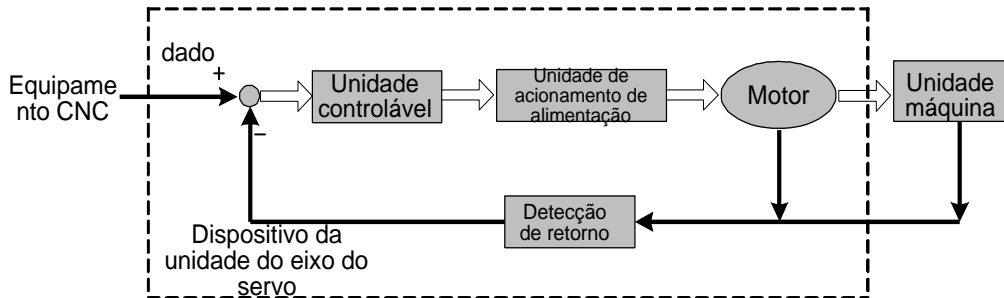 dado
+
Equipame
nto CNC
Unidade
controlável
Unidade de
acionamento de
alimentação
Motor
Unidade
máquina
−
Detecção
de retorno
Dispositivo da
unidade do eixo do
servo